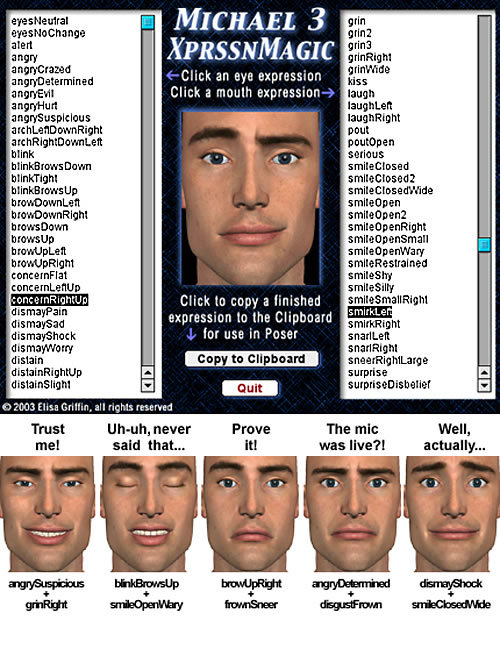 eyesNeutral
eyesNoChange
alert
angry
angryCrazed
angryDetermined
angryEvil
angryHurt
angrySuspicious
archLeftDownRight
archRightDownLeft
blink
blinkBrowsDown
blinkTight
blinkBrowsUp
browDownLeft
browDownRight
browsDown
browsUp
browUpLeft
browUpRight
concernFlat
concernLeftUp
concernRightUp
dismayPain
dismaySad
dismayShock
dismayWorry
distain
distainRightUp
distainSlight
MICHAEL 3
XPRSSNMAGIC
←Click an eye expression
Click a mouth expression→
Click to copy a finished
expression to the Clipboard
↓ for use in Poser
Copy to Clipboard
Quit
grin
grin2
grin3
grinRight
grinWide
kiss
laugh
laughLeft
laughRight
pout
poutOpen
serious
smileClosed
smileClosed2
smileClosedWide
smileOpen
smileOpen2
smileOpenRight
smileOpenSmall
smileOpenWary
smileRestrained
smileShy
smileSilly
smileSmallRight
smirkLeft
smirkRight
snarlLeft
snarlRight
sneerRightLarge
surprise
surpriseDisbelief
© 2003 Elisa Griffin, all rights reserved
Trust
me!
Uh-uh, never
said that...
Prove
it!
The mic
was live?!
Well,
actually...
angrySuspicious
+
grinRight
blinkBrowsUp
+
smileOpenWary
browUpRight
+
frownSneer
angryDetermined
+
disgustFrown
dismayShock
+
smileClosedWide